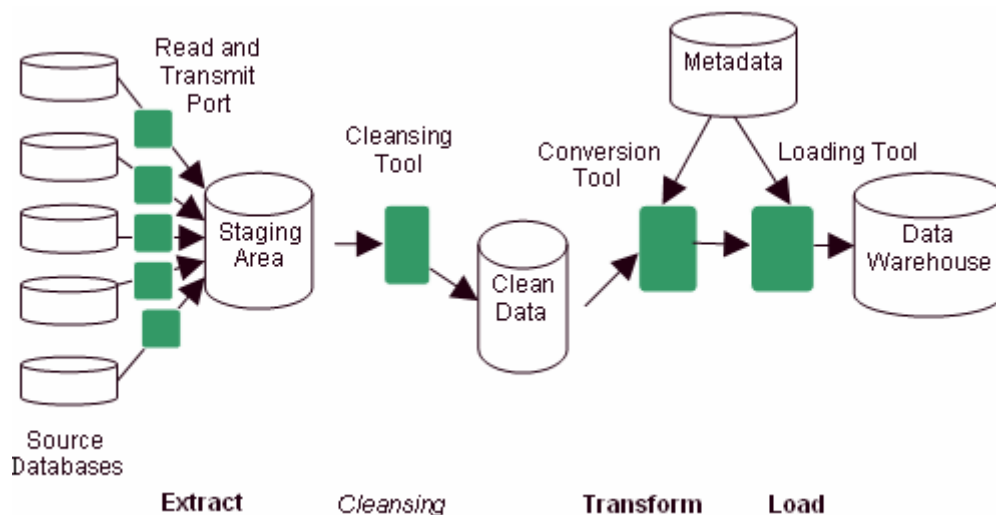 Read and
Transmit
Port
Metadata
Cleansing
Tool
Conversion
Tool
Loading Tool
Staging
Area
Clean
Data
Data
Warehouse
Source
Databases
Extract
Cleansing
Transform
Load